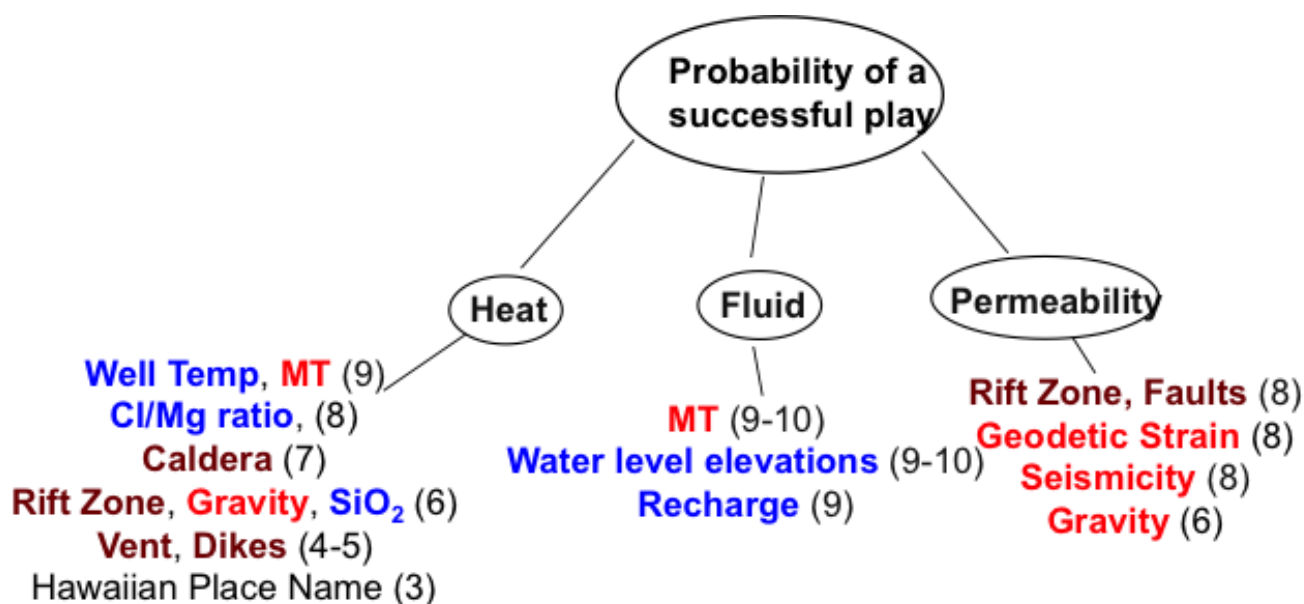 Probability of a
successful play
Heat
Fluid
Permeability
Well Temp, MT (9)
Cl/Mg ratio, (8)
Caldera (7)
Rift Zone, Gravity, SiO₂ (6)
Vent, Dikes (4-5)
Hawaiian Place Name (3)
MT (9-10)
Water level elevations (9-10)
Recharge (9)
Rift Zone, Faults (8)
Geodetic Strain (8)
Seismicity (8)
Gravity (6)